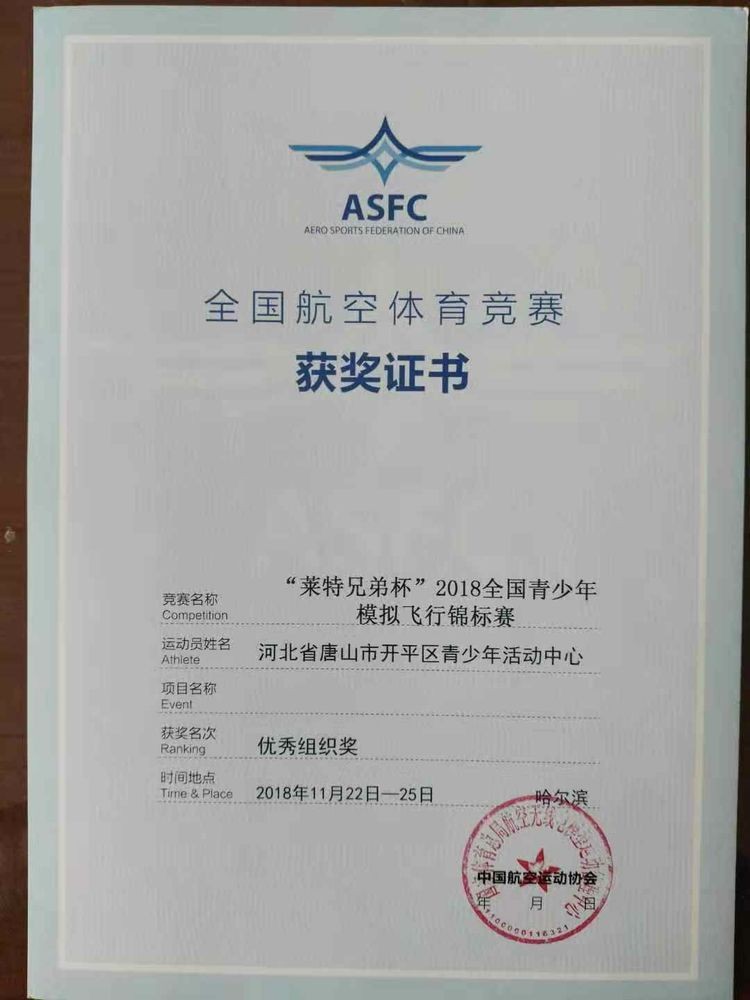 ASFC
AERO SPORTS FEDERATION OF CHINA
全国航空体育竞赛
获奖证书
竞赛名称
Competition
“莱特兄弟杯”2018全国青少年
模拟飞行锦标赛
运动员姓名
Athlete
河北省唐山市开平区青少年活动中心
项目名称
Event
获奖名次
Ranking
优秀组织奖
时间地点
Time & Place
2018年11月22日—25日 哈尔滨
中国航空运动协会
年 月 日
1100000116321